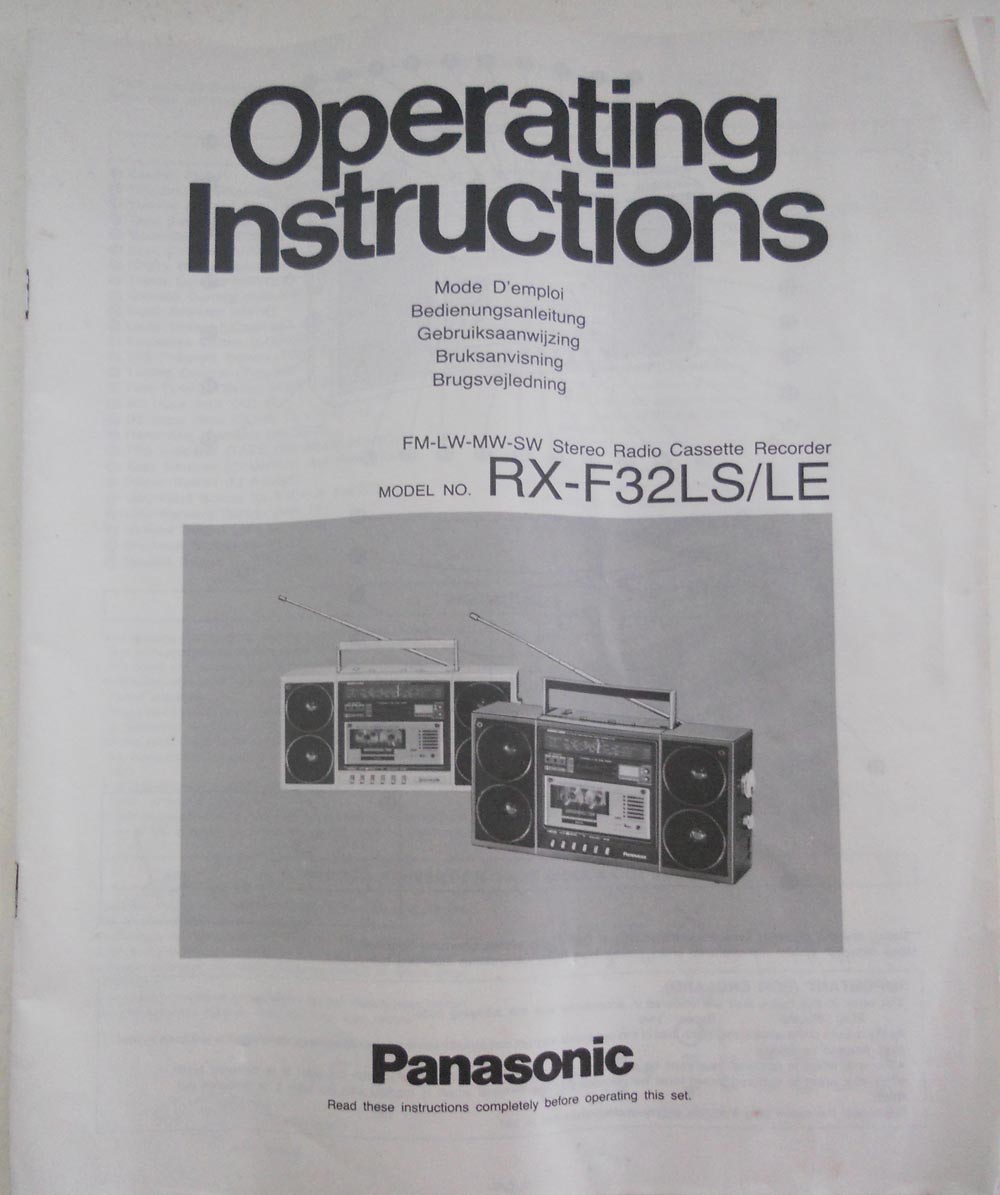 Operating
Instructions
Mode D'emploi
Bedienungsanleitung
Gebruiksaanwijzing
Bruksanvisning
Brugsvejledning
FM-LW-MW-SW Stereo Radio Cassette Recorder
MODEL NO. RX-F32LS/LE
Panasonic
Panasonic
Read these instructions completely before operating this set.